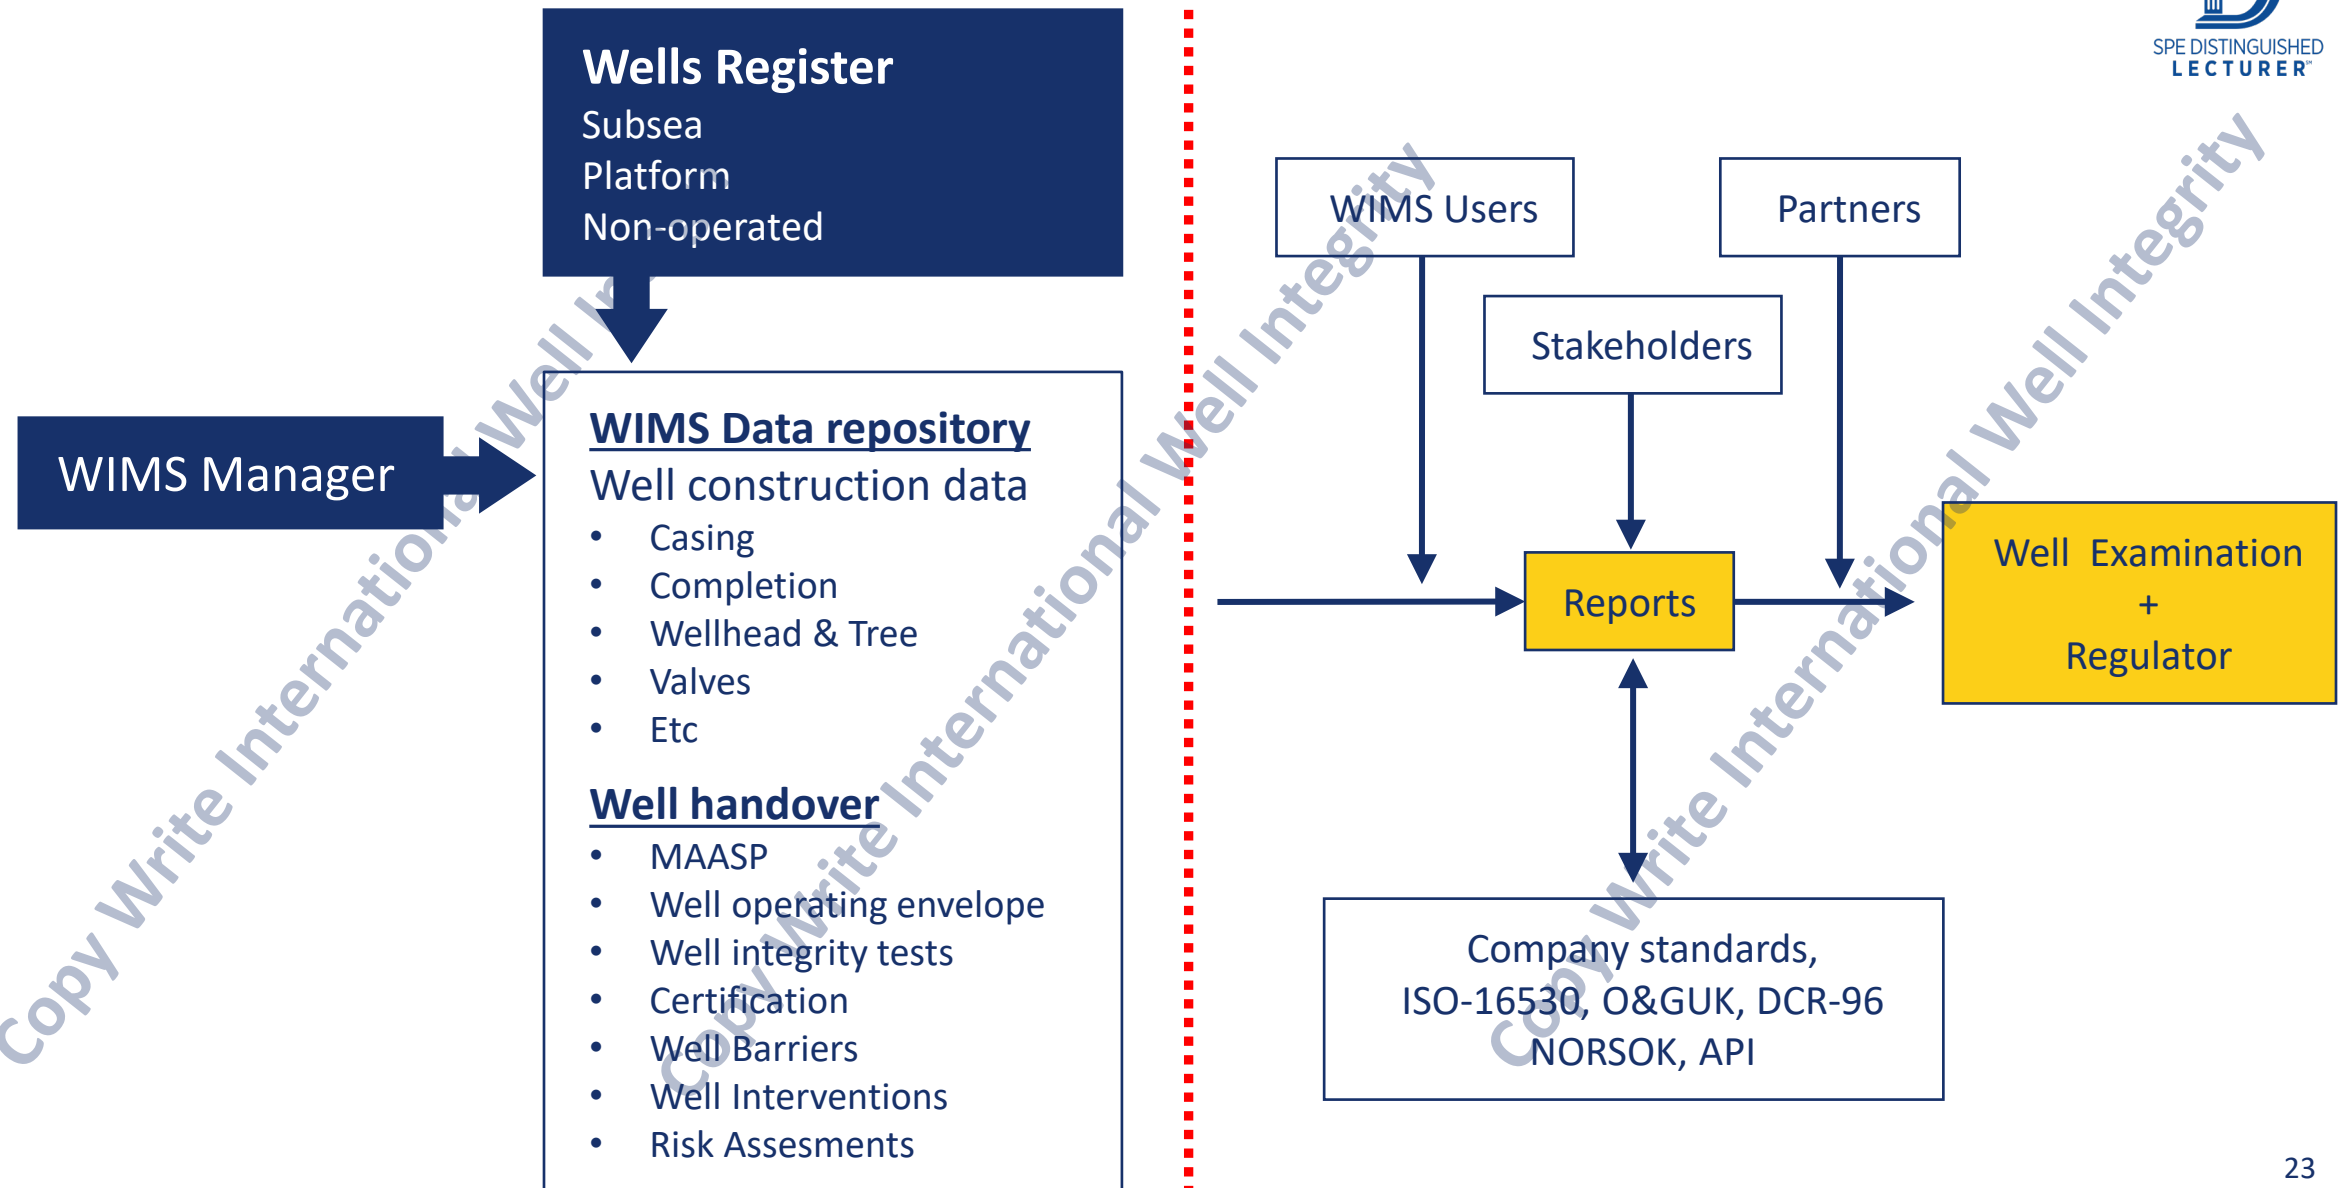 SPE DISTINGUISHED
LECTURER℠
Wells Register
Subsea
Platform
Non-operated
WIMS Manager
WIMS Data repository
Well construction data
• Casing
• Completion
• Wellhead & Tree
• Valves
• Etc
Well handover
• MAASP
• Well operating envelope
• Well integrity tests
• Certification
• Well Barriers
• Well Interventions
• Risk Assesments
WIMS Users
Partners
Stakeholders
Reports
Well Examination
+
Regulator
Company standards,
ISO-16530, O&GUK, DCR-96
NORSOK, API
Copy Write International Well In
Copy Write International Well Integrity
Copy Write International Well Integrity
23